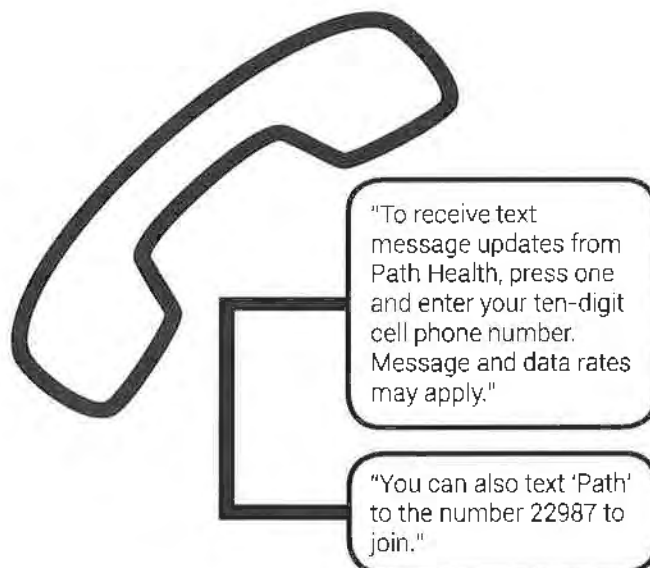 "To receive text
message updates from
Path Health, press one
and enter your ten-digit
cell phone number.
Message and data rates
may apply."
"You can also text 'Path'
to the number 22987 to
join."